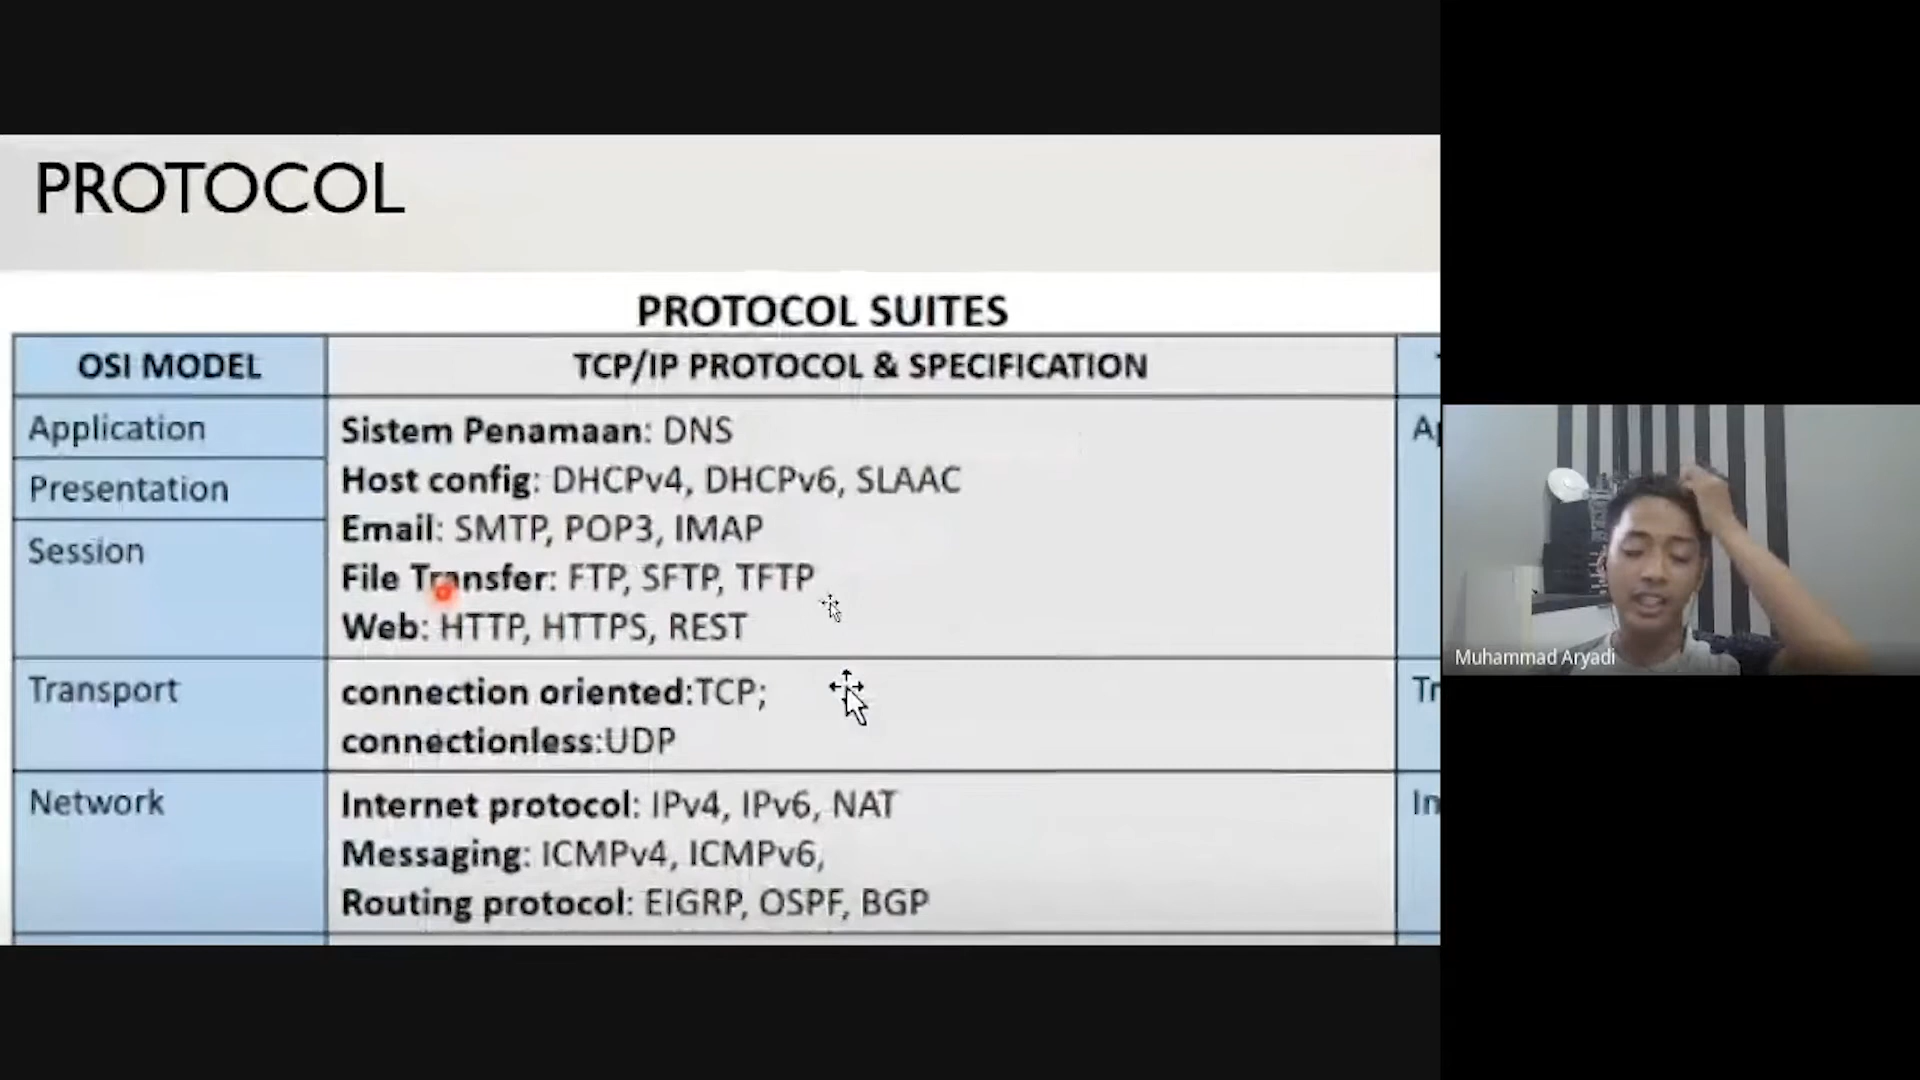 PROTOCOL
PROTOCOL SUITES
OSI MODEL
TCP/IP PROTOCOL & SPECIFICATION
Application
Sistem Penamaan: DNS
Presentation
Host config: DHCPv4, DHCPv6, SLAAC
Session
Email: SMTP, POP3, IMAP
File Transfer: FTP, SFTP, TFTP
Web: HTTP, HTTPS, REST
Transport
connection oriented:TCP;
connectionless:UDP
Network
Internet protocol: IPv4, IPv6, NAT
Messaging: ICMPv4, ICMPv6,
Routing protocol: EIGRP, OSPF, BGP
Muhammad Aryadi